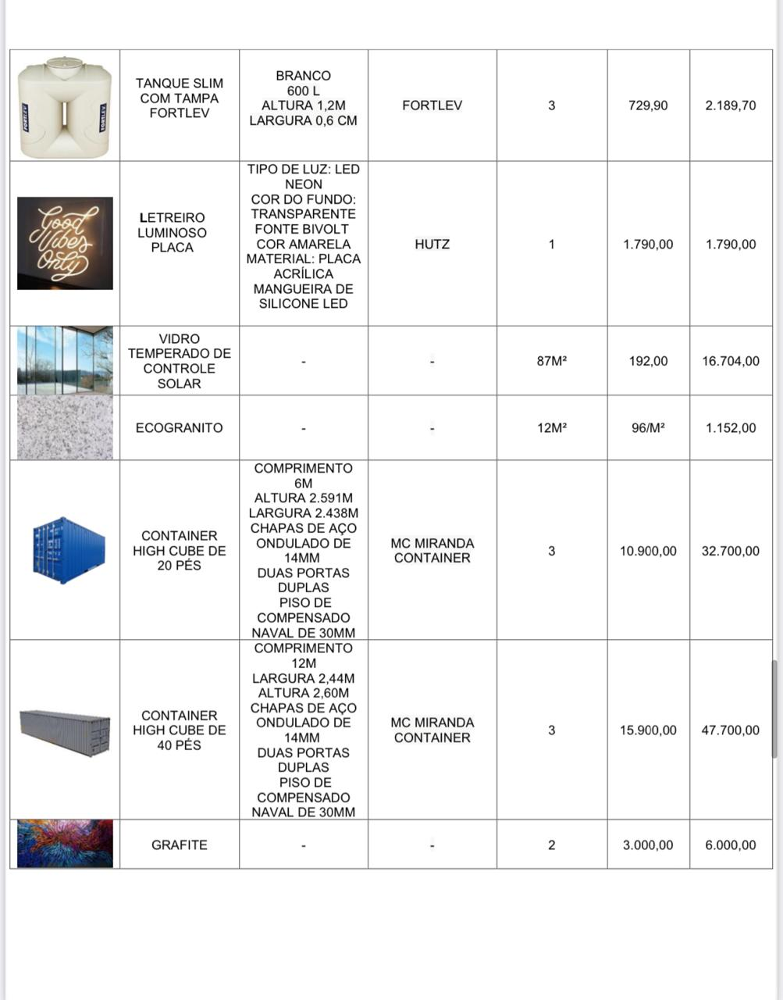 TANQUE SLIM
COM TAMPA
FORTLEV
BRANCO
600 L
ALTURA 1,2M
LARGURA 0,6 CM
FORTLEV
3
729,90
2.189,70
FORTLEV
FORTLEV
LETREIRO
LUMINOSO
PLACA
TIPO DE LUZ: LED
NEON
COR DO FUNDO:
TRANSPARENTE
FONTE BIVOLT
COR AMARELA
MATERIAL: PLACA
ACRÍLICA
MANGUEIRA DE
SILICONE LED
HUTZ
1
1.790,00
1.790,00
Good
Vibes
Only
VIDRO
TEMPERADO DE
CONTROLE
SOLAR
-
-
87M²
192,00
16.704,00
ECOGRANITO
-
-
12M²
96/M²
1.152,00
CONTAINER
HIGH CUBE DE
20 PÉS
COMPRIMENTO
6M
ALTURA 2.591M
LARGURA 2.438M
CHAPAS DE AÇO
ONDULADO DE
14MM
DUAS PORTAS
DUPLAS
PISO DE
COMPENSADO
NAVAL DE 30MM
MC MIRANDA
CONTAINER
3
10.900,00
32.700,00
CONTAINER
HIGH CUBE DE
40 PÉS
COMPRIMENTO
12M
LARGURA 2,44M
ALTURA 2,60M
CHAPAS DE AÇO
ONDULADO DE
14MM
DUAS PORTAS
DUPLAS
PISO DE
COMPENSADO
NAVAL DE 30MM
MC MIRANDA
CONTAINER
3
15.900,00
47.700,00
GRAFITE
-
-
2
3.000,00
6.000,00